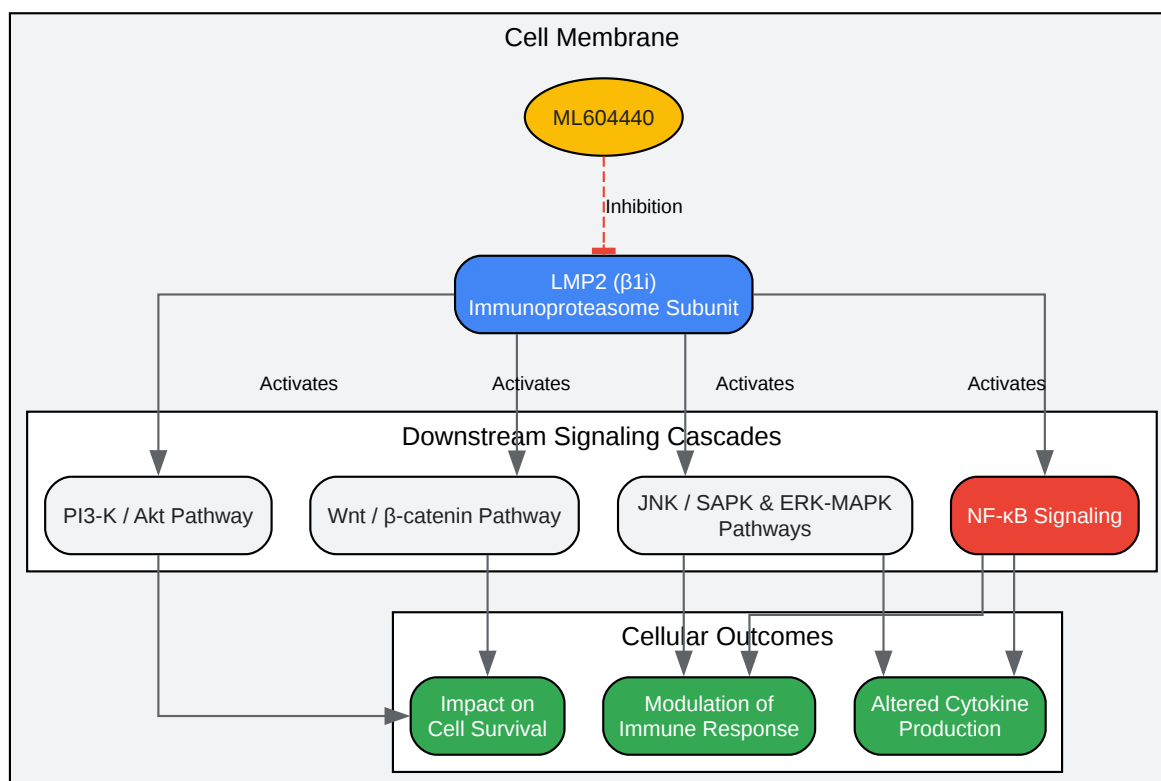 Cell Membrane
ML604440
Inhibition
LMP2 (β1i)
Immunoproteasome Subunit
Activates
Activates
Activates
Activates
Downstream Signaling Cascades
PI3-K / Akt Pathway
Wnt / β-catenin Pathway
JNK / SAPK & ERK-MAPK
Pathways
NF-κB Signaling
Cellular Outcomes
Impact on
Cell Survival
Modulation of
Immune Response
Altered Cytokine
Production